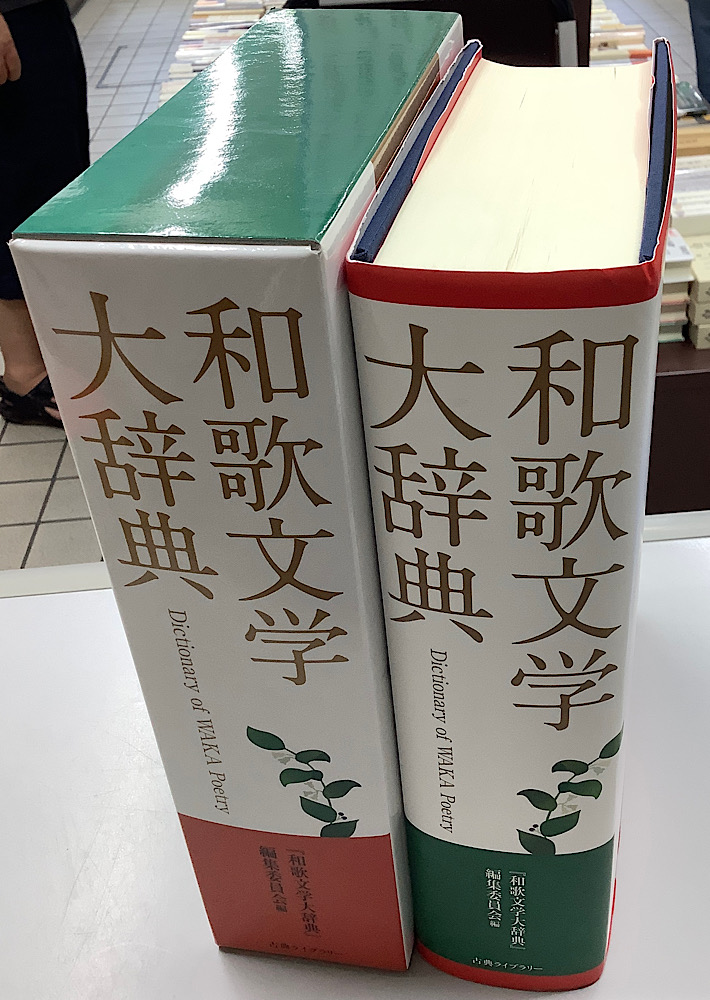 和歌文学
大辞典
Dictionary of WAKA Poetry
『和歌文学大辞典』
編集委員会編
古典ライブラリー
和歌文学
大辞典
Dictionary of WAKA Poetry
『和歌文学大辞典』
編集委員会編
古典ライブラリー